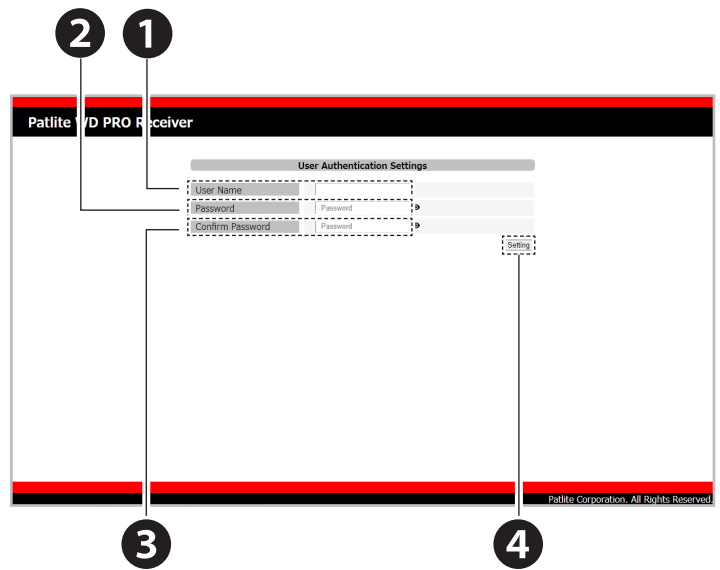 2 1
Patlite WD PRO Receiver
User Authentication Settings
User Name
Password Password
Confirm Password Password
Setting
Patlite Corporation. All Rights Reserved.
3 4